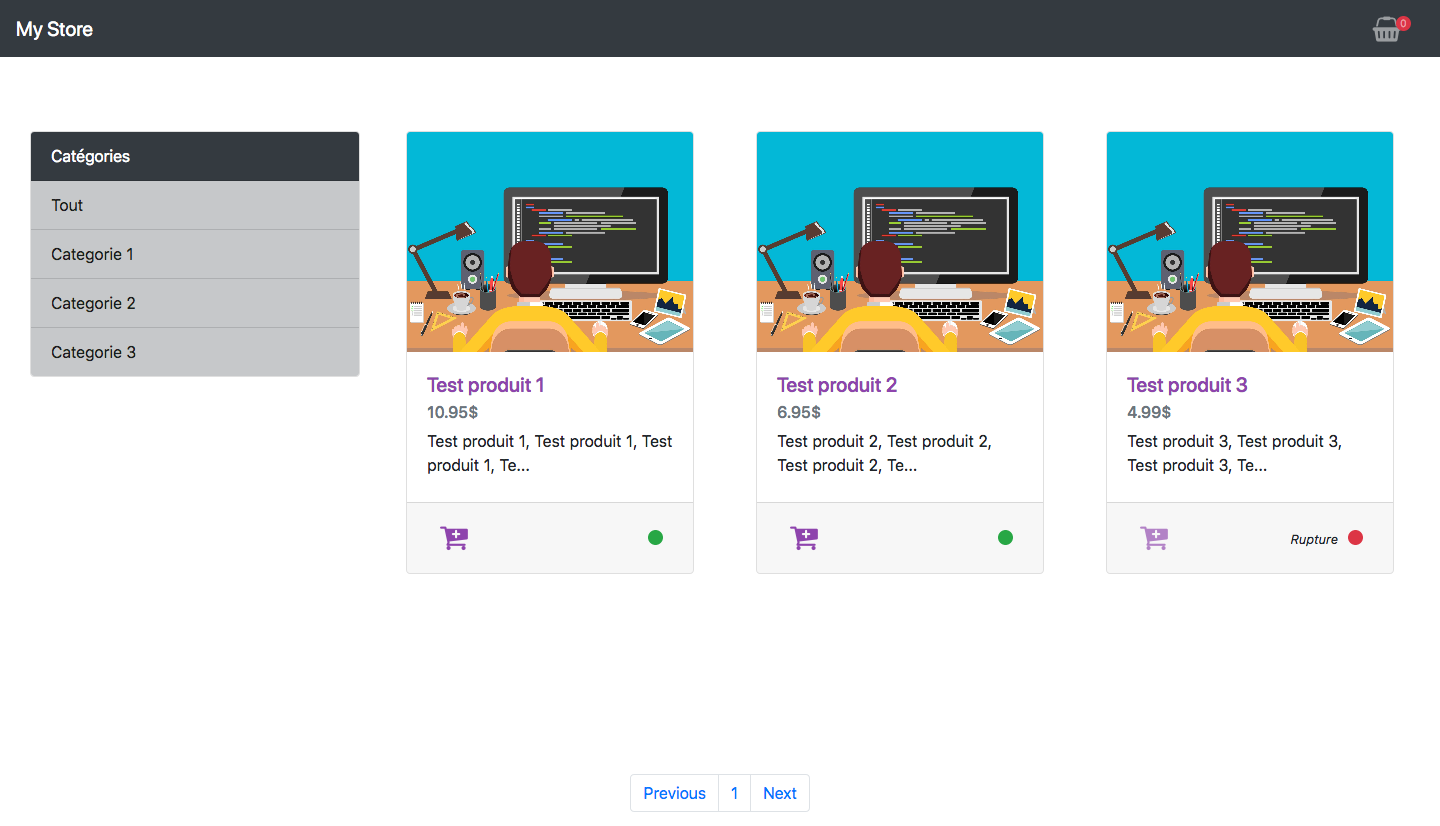 My Store
0
Catégories
Tout
Categorie 1
Categorie 2
Categorie 3
Test produit 1
10.95$
Test produit 1, Test produit 1, Test
produit 1, Te...
Test produit 2
6.95$
Test produit 2, Test produit 2,
Test produit 2, Te...
Test produit 3
4.99$
Test produit 3, Test produit 3,
Test produit 3, Te...
Rupture
Previous
1
Next